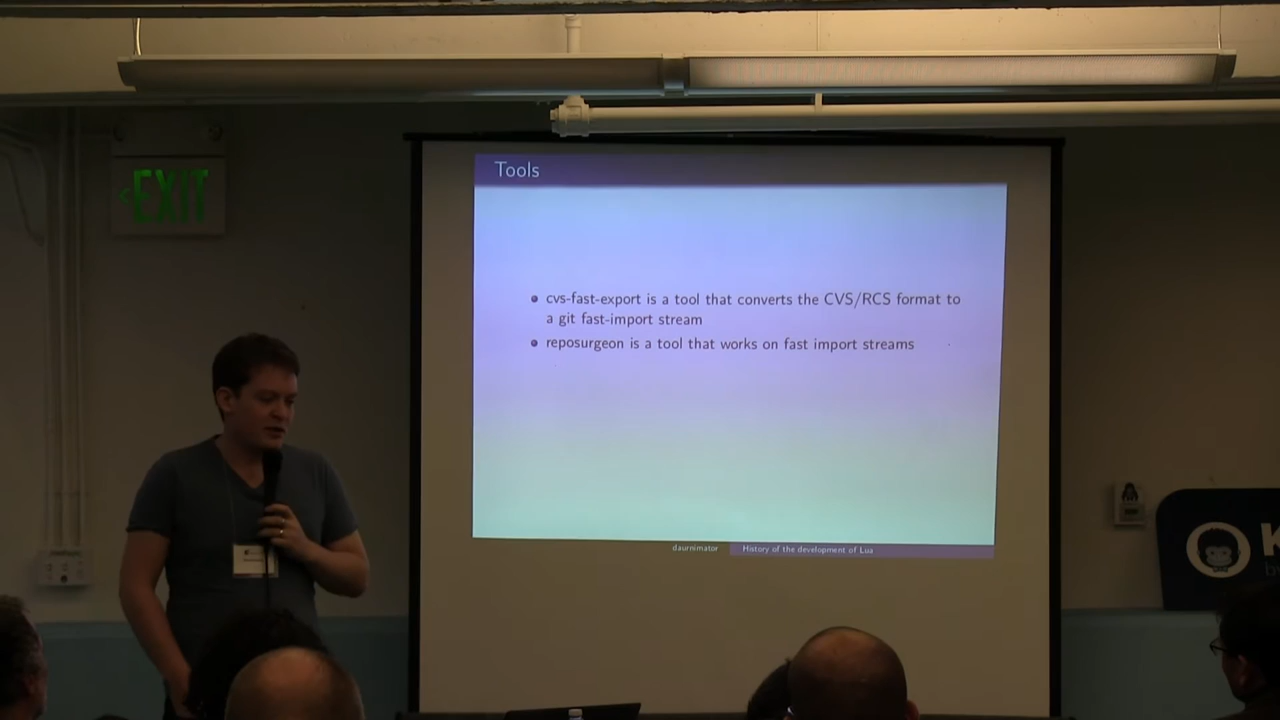 EXIT
Tools
cvs-fast-export is a tool that converts the CVS/RCS format to
a git fast-import stream
reposurgeon is a tool that works on fast import streams
daurnimator
History of the development of Lua
K